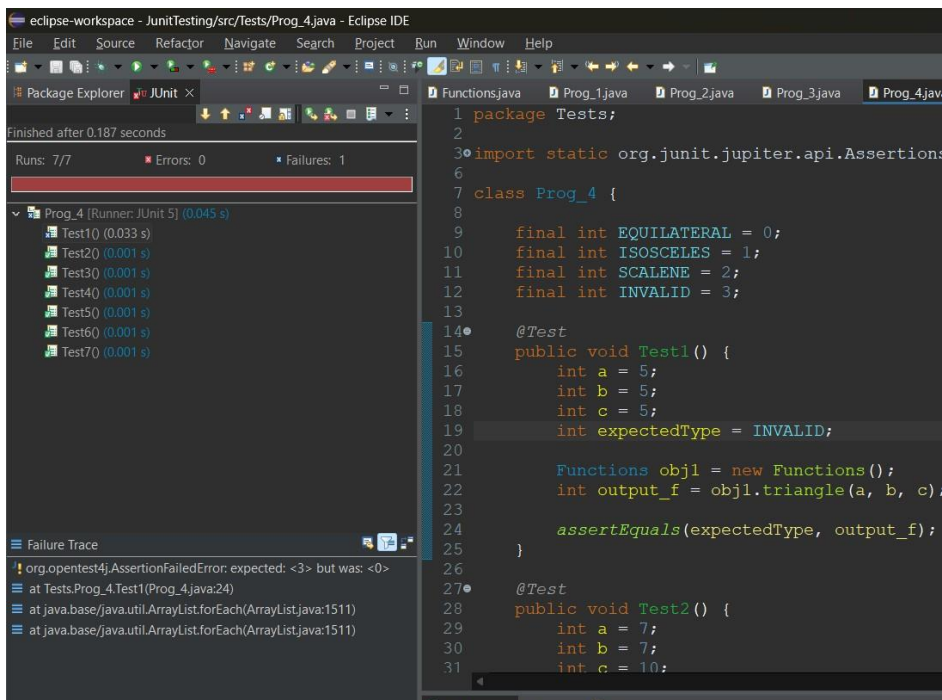 eclipse-workspace - JunitTesting/src/Tests/Prog_4.java - Eclipse IDE
File Edit Source Refactor Navigate Search Project Run Window Help
Package Explorer JUnit
Finished after 0.187 seconds
Runs: 7/7 Errors: 0 Failures: 1
Prog_4 [Runner: JUnit 5] (0.045 s)
Test1() (0.033 s)
Test2() (0.001 s)
Test3() (0.001 s)
Test4() (0.001 s)
Test5() (0.001 s)
Test6() (0.001 s)
Test7() (0.001 s)
Failure Trace
org.opentest4j.AssertionFailedError: expected: <3> but was: <0>
at Tests.Prog_4.Test1(Prog_4.java:24)
at java.base/java.util.ArrayList.forEach(ArrayList.java:1511)
at java.base/java.util.ArrayList.forEach(ArrayList.java:1511)
Functions.java Prog_1.java Prog_2.java Prog_3.java Prog_4.java
1 package Tests;
2
3 import static org.junit.jupiter.api.Assertions
6
7 class Prog_4 {
8
9 final int EQUILATERAL = 0;
10 final int ISOSCELES = 1;
11 final int SCALENE = 2;
12 final int INVALID = 3;
13
14 @Test
15 public void Test1() {
16 int a = 5;
17 int b = 5;
18 int c = 5;
19 int expectedType = INVALID;
20
21 Functions obj1 = new Functions();
22 int output_f = obj1.triangle(a, b, c);
23
24 assertEquals(expectedType, output_f);
25 }
26
27 @Test
28 public void Test2() {
29 int a = 7;
30 int b = 7;
31 int c = 10;